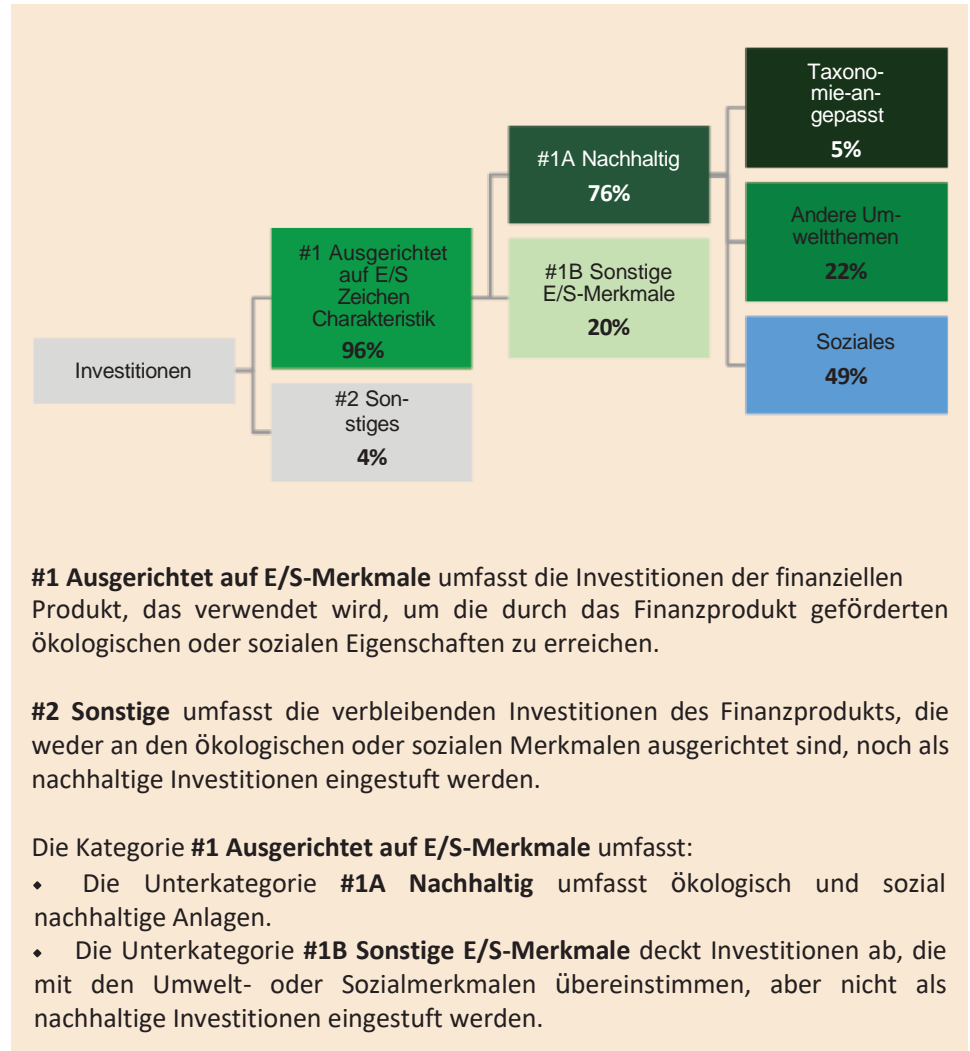 Investitionen
#1 Ausgerichtet
auf E/S
Zeichen
Charakteristik
96%
#2 Son-
stiges
4%
#1A Nachhaltig
76%
#1B Sonstige
E/S-Merkmale
20%
Taxono-
mie-an-
gepasst
5%
Andere Um-
weltthemen
22%
Soziales
49%
#1 Ausgerichtet auf E/S-Merkmale umfasst die Investitionen der finanziellen
Produkt, das verwendet wird, um die durch das Finanzprodukt geförderten
ökologischen oder sozialen Eigenschaften zu erreichen.
#2 Sonstige umfasst die verbleibenden Investitionen des Finanzprodukts, die
weder an den ökologischen oder sozialen Merkmalen ausgerichtet sind, noch als
nachhaltige Investitionen eingestuft werden.
Die Kategorie #1 Ausgerichtet auf E/S-Merkmale umfasst:
⬩ Die Unterkategorie #1A Nachhaltig umfasst ökologisch und sozial
nachhaltige Anlagen.
⬩ Die Unterkategorie #1B Sonstige E/S-Merkmale deckt Investitionen ab, die
mit den Umwelt- oder Sozialmerkmalen übereinstimmen, aber nicht als
nachhaltige Investitionen eingestuft werden.